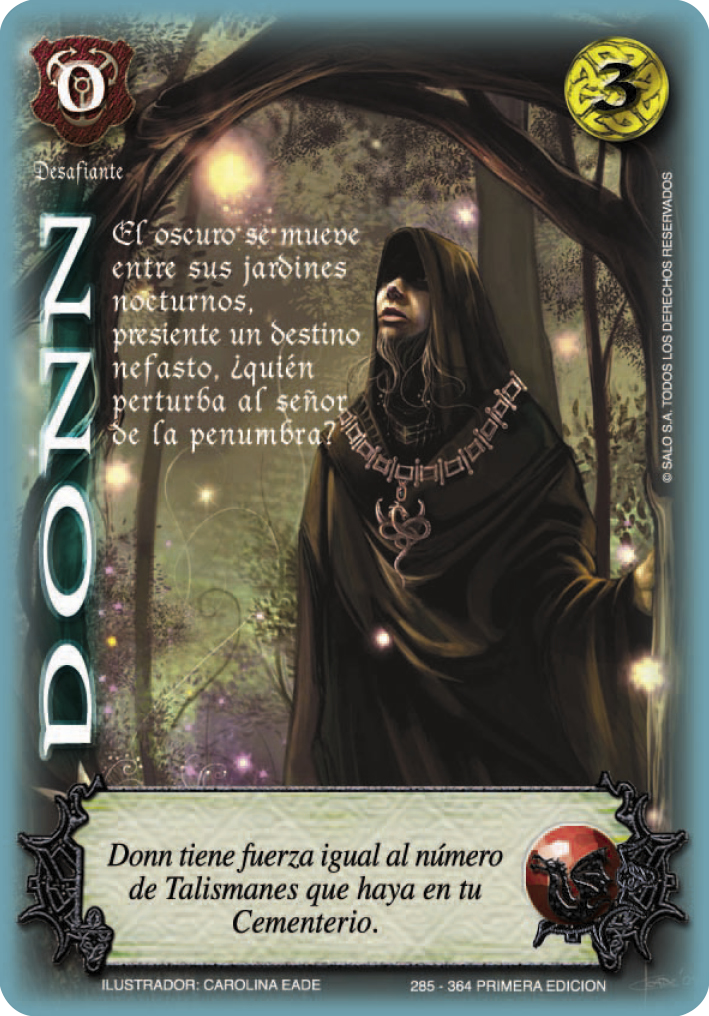 0
3
Desafiante
DONN
El oscuro se mueve
entre sus jardines
nocturnos,
presiente un destino
nefasto, ¿quién
perturba al señor
de la penumbra?
© SALO S.A. TODOS LOS DERECHOS RESERVADOS
Donn tiene fuerza igual al número
de Talismanes que haya en tu
Cementerio.
ILUSTRADOR: CAROLINA EADE
285 - 364 PRIMERA EDICION